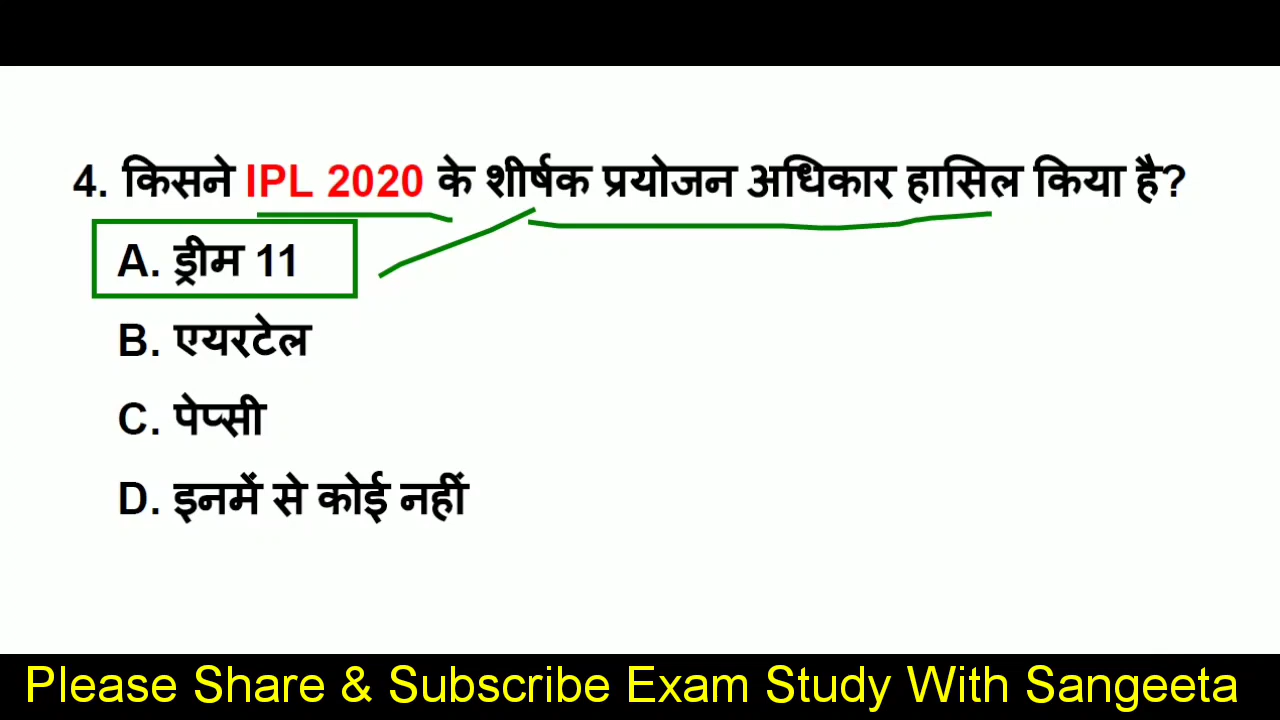 4. किसने IPL 2020 के शीर्षक प्रयोजन अधिकार हासिल किया है?
A. ड्रीम 11
B. एयरटेल
C. पेप्सी
D. इनमें से कोई नहीं
Please Share & Subscribe Exam Study With Sangeeta